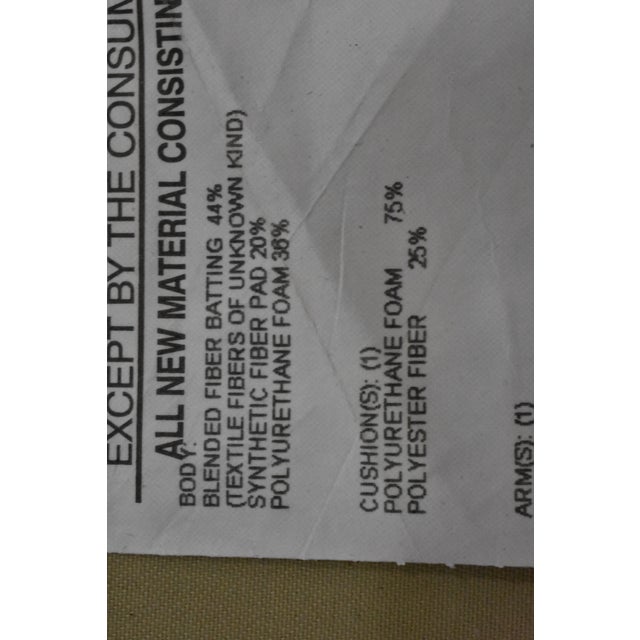 EXCEPT BY THE CONSUM
ALL NEW MATERIAL CONSISTIN
BODY:
BLENDED FIBER BATTING 44%
(TEXTILE FIBERS OF UNKNOWN KIND)
SYNTHETIC FIBER PAD 20%
POLYURETHANE FOAM 36%
CUSHION(S): (1)
POLYURETHANE FOAM 75%
POLYESTER FIBER 25%
ARM(S): (1)